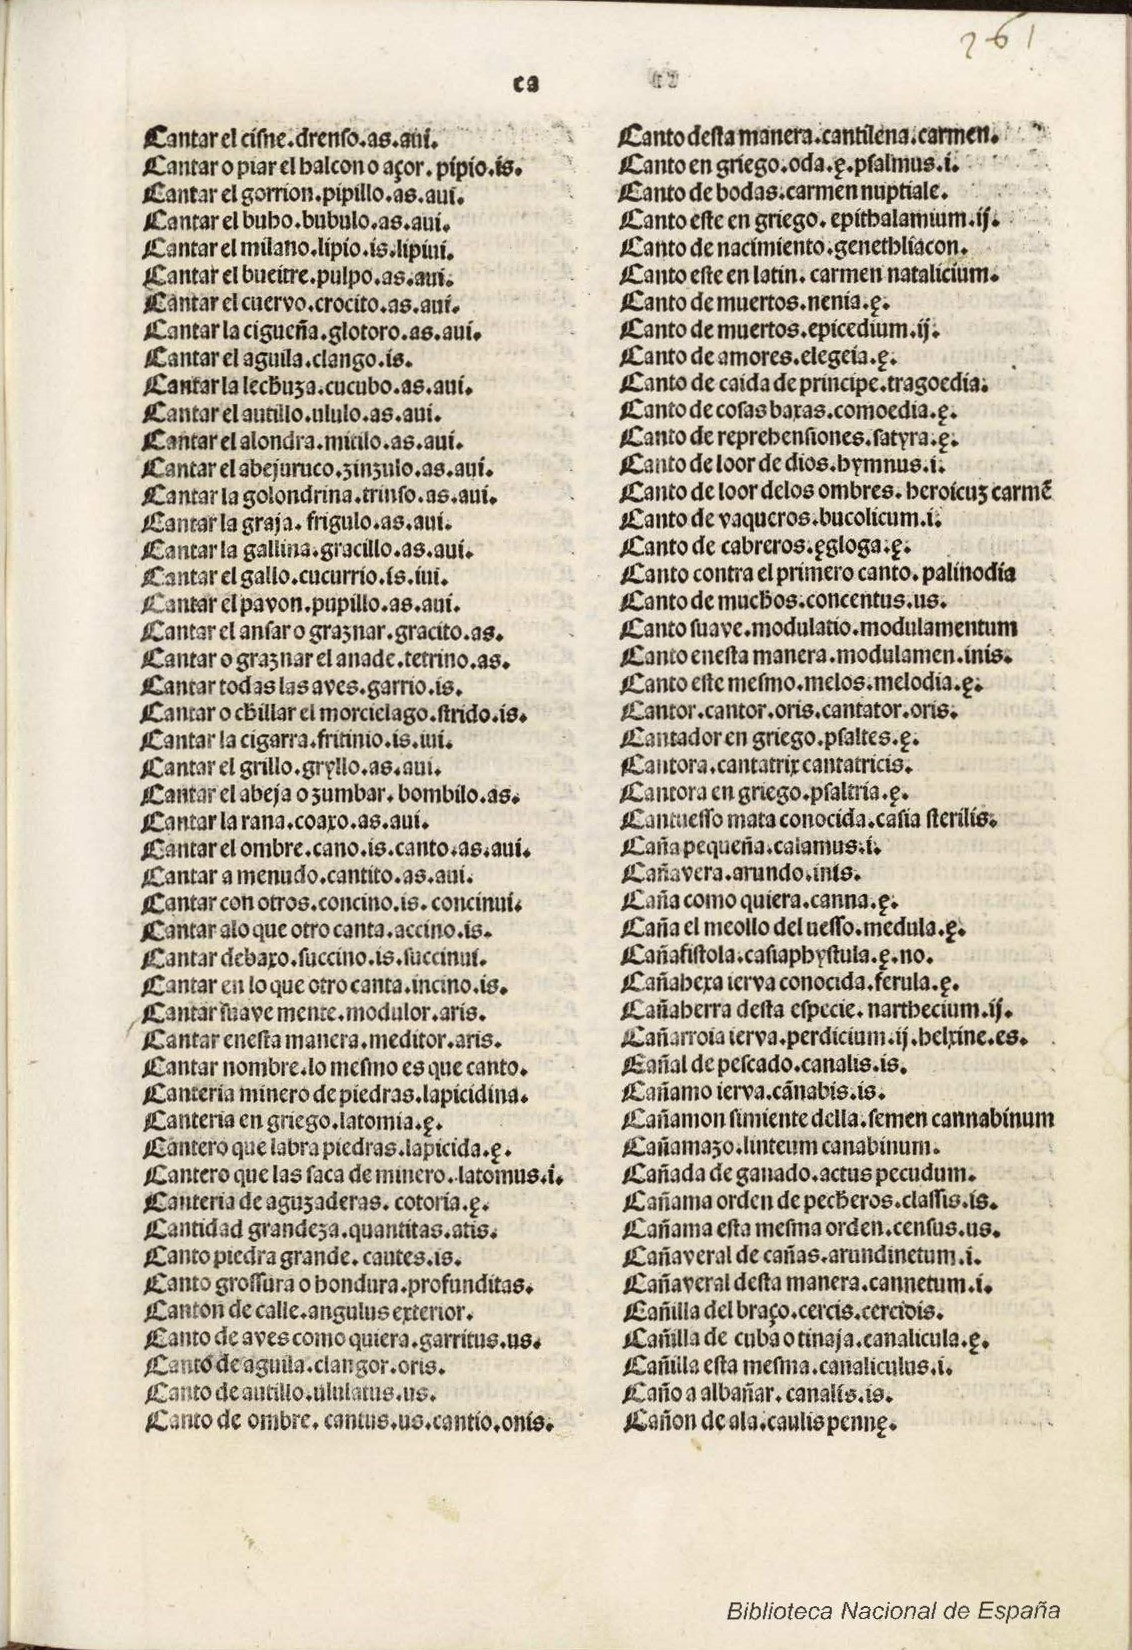 261
ca
Cantar el cisne.drenso.as.aui.
Cantar o piar el halcon o açor.pipio.is.
Cantar el gorrion.pipillo.as.aui.
Cantar el buho.bubulo.as.aui.
Cantar el milano.lipio.is.lipiui.
Cantar el bueitre.pulpo.as.aui.
Cantar el cuervo.crocito.as.aui.
Cantar la cigueña.glotoro.as.aui.
Cantar el aguila.clango.is.
Cantar la lechuza.cucubo.as.aui.
Cantar el autillo.ululo.as.aui.
Cantar el alondra.mitilo.as.aui.
Cantar el abejuruco.zinzulo.as.aui.
Cantar la golondrina.trinso.as.aui.
Cantar la graja.frigulo.as.aui.
Cantar la gallina.gracillo.as.aui.
Cantar el gallo.cucurrio.is.iui.
Cantar el pavon.pupillo.as.aui.
Cantar el ansar o graznar.gracito.as.
Cantar o graznar el anade.tetrino.as.
Cantar todas las aves.garrio.is.
Cantar o chillar el morcielago.strido.is.
Cantar la cigarra.fritinio.is.iui.
Cantar el grillo.gryllo.as.aui.
Cantar el abeja o zumbar.bombilo.as.
Cantar la rana.coaxo.as.aui.
Cantar el ombre.cano.is.canto.as.aui.
Cantar a menudo.cantito.as.aui.
Cantar con otros.concino.is.concinui.
Cantar alo que otro canta.accino.is.
Cantar debaxo.succino.is.succinui.
Cantar en lo que otro canta.incino.is.
Cantar suave mente.modulor.aris.
Cantar enesta manera.meditor.aris.
Cantar nombre.lo mesmo es que canto.
Canteria minero de piedras.lapicidina.
Canteria en griego.latomia.ę.
Cantero que labra piedras.lapicida.ę.
Cantero que las saca de minero.latomus.i.
Canteria de aguzaderas.cotoria.ę.
Cantidad grandeza.quantitas.atis.
Canto piedra grande.cautes.is.
Canto grossura o hondura.profunditas.
Canton de calle.angulus exterior.
Canto de aves como quiera.garritus.us.
Canto de aguila.clangor.oris.
Canto de autillo.ululatus.us.
Canto de ombre.cantus.us.cantio.onis.
Canto desta manera.cantilena.carmen.
Canto en griego.oda.ę.psalmus.i.
Canto de bodas.carmen nuptiale.
Canto este en griego.epithalamium.ij.
Canto de nacimiento.genethliacon.
Canto este en latin.carmen natalicium.
Canto de muertos.nenia.ę.
Canto de muertos.epicedium.ij.
Canto de amores.elegeia.ę.
Canto de caida de principe.tragoedia.
Canto de cosas baxas.comoedia.ę.
Canto de reprehensiones.satyra.ę.
Canto de loor de dios.hymnus.i.
Canto de loor delos ombres.heroicuz carmē
Canto de vaqueros.bucolicum.i.
Canto de cabreros.ęgloga.ę.
Canto contra el primero canto.palinodia
Canto de muchos.concentus.us.
Canto suave.modulatio.modulamentum
Canto enesta manera.modulamen.inis.
Canto este mesmo.melos.melodia.ę.
Cantor.cantor.oris.cantator.oris.
Cantador en griego.psaltes.ę.
Cantora.cantatrix cantatricis.
Cantora en griego.psaltria.ę.
Cantuesso mata conocida.casia sterilis.
Caña pequeña.calamus.i.
Cañavera.arundo.inis.
Caña como quiera.canna.ę.
Caña el meollo del uesso.medula.ę.
Cañafistola.casiaphystula.ę.no.
Cañahexa ierva conocida.ferula.ę.
Cañaherra desta especie.narthecium.ij.
Cañarroia ierva.perdicium.ij.helxine.es.
Cañal de pescado.canalis.is.
Cañamo ierva.cānabis.is.
Cañamon simiente della.semen cannabinum
Cañamazo.linteum canabinum.
Cañada de ganado.actus pecudum.
Cañama orden de pecheros.classis.is.
Cañama esta mesma orden.census.us.
Cañaveral de cañas.arundinetum.i.
Cañaveral desta manera.cannetum.i.
Cañilla del braço.cercis.cercidis.
Cañilla de cuba o tinaja.canalicula.ę.
Cañilla esta mesma.canaliculus.i.
Caño a albañar.canalis.is.
Cañon de ala.caulis pennę.
Biblioteca Nacional de España